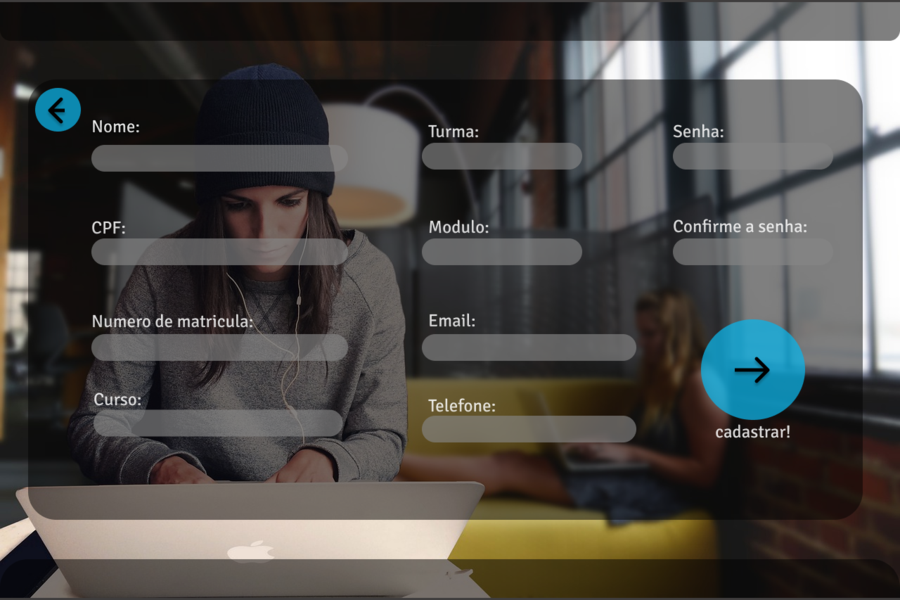 Nome:
CPF:
Numero de matricula:
Curso:
Turma:
Modulo:
Email:
Telefone:
Senha:
Confirme a senha:
cadastrar!